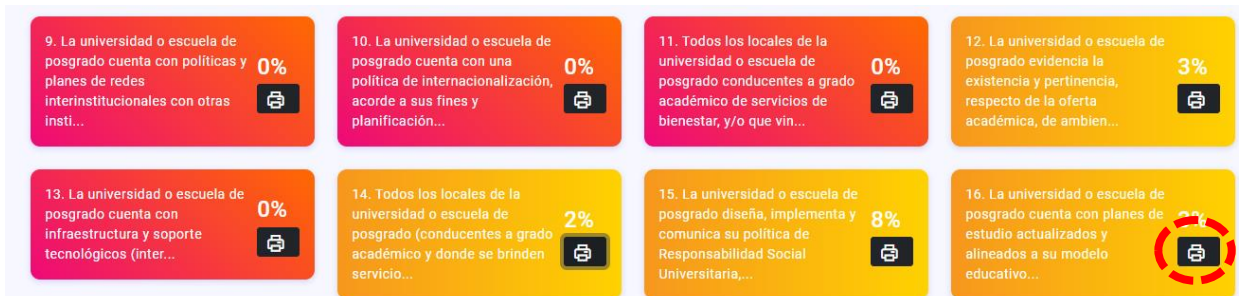 9. La universidad o escuela de
posgrado cuenta con políticas y
planes de redes
interinstitucionales con otras
insti...
0%
10. La universidad o escuela de
posgrado cuenta con una
política de internacionalización,
acorde a sus fines y
planificación...
0%
11. Todos los locales de la
universidad o escuela de
posgrado conducentes a grado
académico de servicios de
bienestar, y/o que vin...
0%
12. La universidad o escuela de
posgrado evidencia la
existencia y pertinencia,
respecto de la oferta
académica, de ambien...
3%
13. La universidad o escuela de
posgrado cuenta con
infraestructura y soporte
tecnológicos (inter...
0%
14. Todos los locales de la
universidad o escuela de
posgrado (conducentes a grado
académico y donde se brinden
servicio...
2%
15. La universidad o escuela de
posgrado diseña, implementa y
comunica su política de
Responsabilidad Social
Universitaria,...
8%
16. La universidad o escuela de
posgrado cuenta con planes de
estudio actualizados y
alineados a su modelo
educativo...